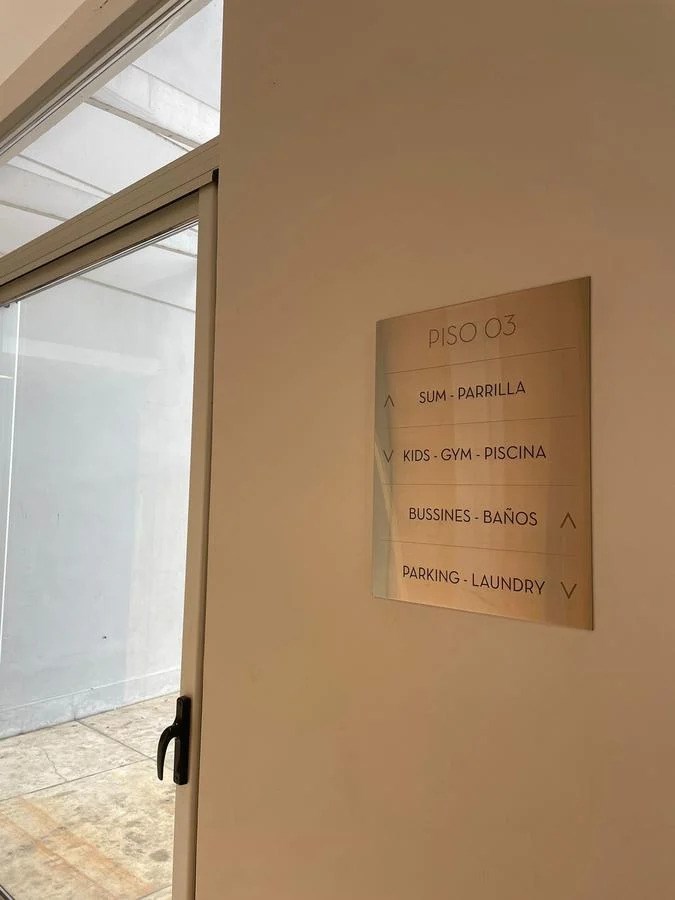 PISO 03
SUM - PARRILLA
KIDS - GYM - PISCINA
BUSSINES - BAÑOS
PARKING - LAUNDRY